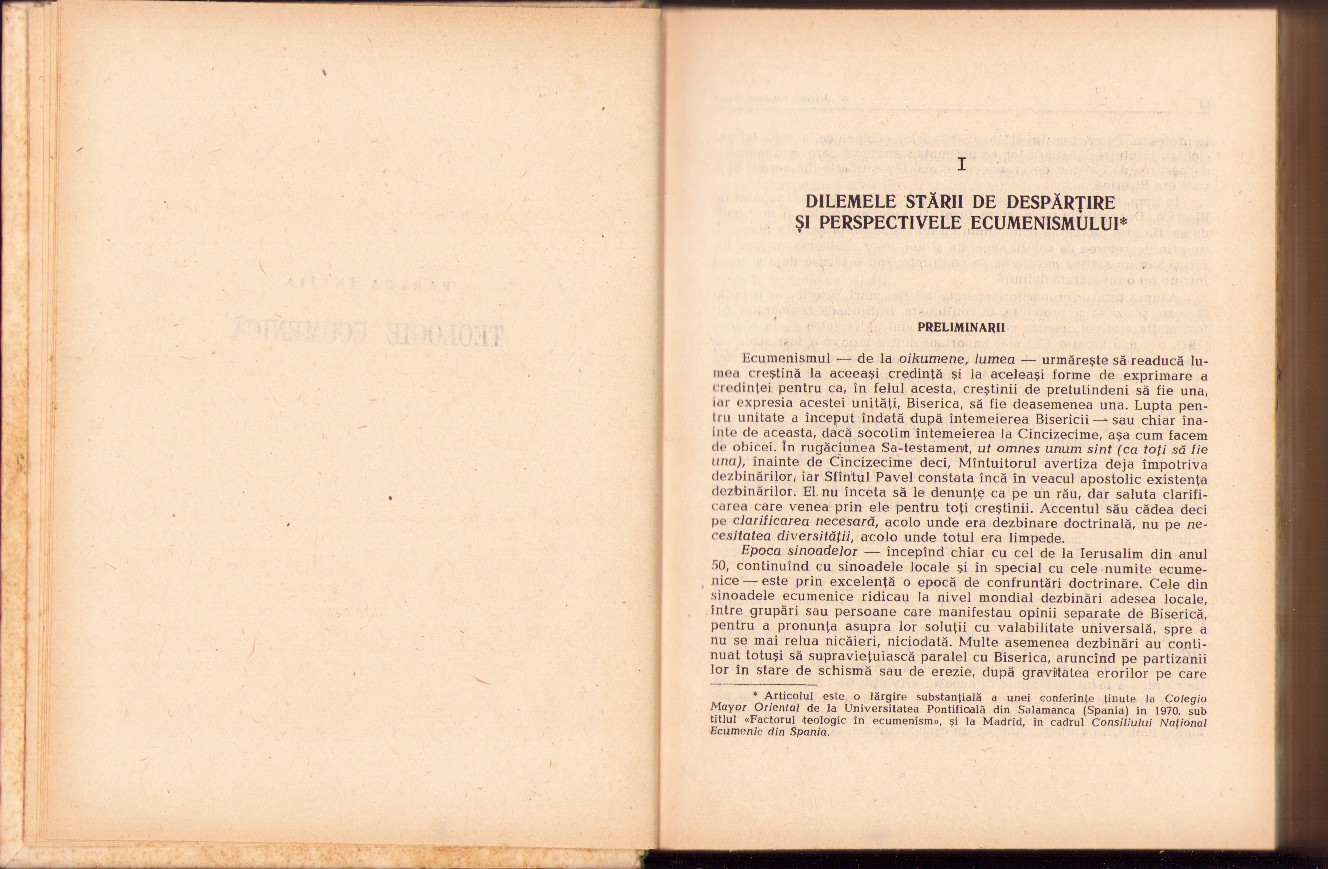 I
DILEMELE STĂRII DE DESPĂRȚIRE
ȘI PERSPECTIVELE ECUMENISMULUI*
PRELIMINARII
Ecumenismul — de la oikumene, lumea — urmărește să readucă lu-
mea creștină la aceeași credință și la aceleași forme de exprimare a
credinței pentru ca, în felul acesta, creștinii de pretutindeni să fie una,
iar expresia acestei unități, Biserica, să fie deasemenea una. Lupta pen-
tru unitate a început îndată după întemeierea Bisericii — sau chiar îna-
inte de aceasta, dacă socotim întemeierea la Cincizecime, așa cum facem
de obicei. În rugăciunea Sa-testament, ut omnes unum sint (ca toți să fie
una), înainte de Cincizecime deci, Mîntuitorul avertiza deja împotriva
dezbinărilor, iar Sfîntul Pavel constata încă în veacul apostolic existența
dezbinărilor. El nu înceta să le denunțe ca pe un rău, dar saluta clarifi-
carea care venea prin ele pentru toți creștinii. Accentul său cădea deci
pe clarificarea necesară, acolo unde era dezbinare doctrinală, nu pe ne-
cesitatea diversității, acolo unde totul era limpede.
Epoca sinoadelor — începînd chiar cu cel de la Ierusalim din anul
50, continuînd cu sinoadele locale și în special cu cele numite ecume-
nice — este prin excelență o epocă de confruntări doctrinare. Cele din
sinoadele ecumenice ridicau la nivel mondial dezbinări adesea locale,
între grupări sau persoane care manifestau opinii separate de Biserică,
pentru a pronunța asupra lor soluții cu valabilitate universală, spre a
nu se mai relua nicăieri, niciodată. Multe asemenea dezbinări au conti-
nuat totuși să supraviețuiască paralel cu Biserica, aruncînd pe partizanii
lor în stare de schismă sau de erezie, după gravitatea erorilor pe care
* Articolul este o lărgire substanțială a unei conferințe ținute la Colegio
Mayor Oriental de la Universitatea Pontificală din Salamanca (Spania) în 1970, sub
titlul «Factorul teologic în ecumenism», și la Madrid, în cadrul Consiliului Național
Ecumenic din Spania.